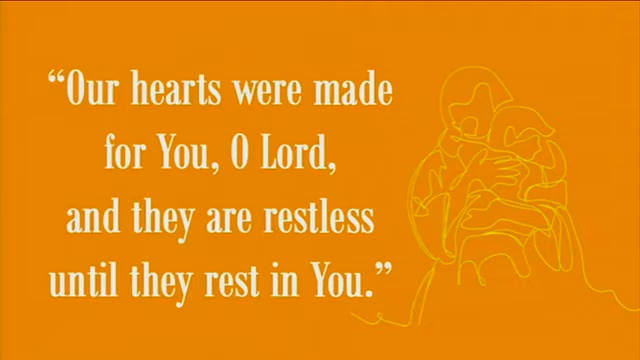 “Our hearts were made
for You, O Lord,
and they are restless
until they rest in You.”